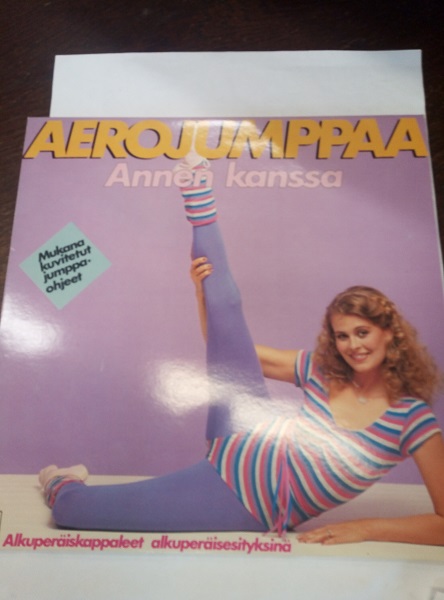 AEROJUMPPAA
Annen kanssa
Mukana
kuvitetut
jumppa-
ohjeet
Alkuperäiskappaleet alkuperäisesityksinä